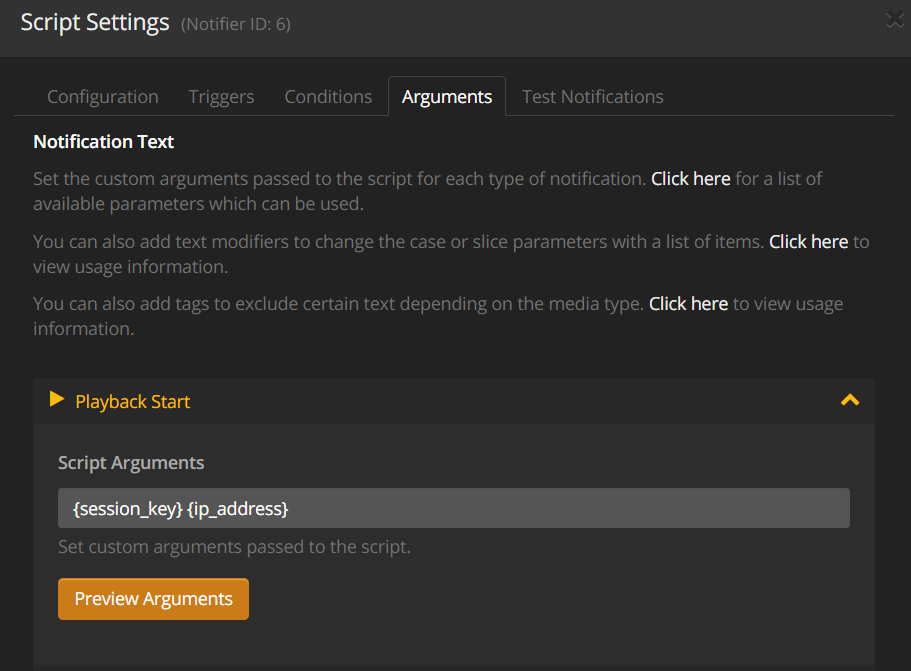 Script Settings (Notifier ID: 6)
Configuration Triggers Conditions Arguments Test Notifications
Notification Text
Set the custom arguments passed to the script for each type of notification. Click here for a list of
available parameters which can be used.
You can also add text modifiers to change the case or slice parameters with a list of items. Click here to
view usage information.
You can also add tags to exclude certain text depending on the media type. Click here to view usage
information.
Playback Start
Script Arguments
{session_key} {ip_address}
Set custom arguments passed to the script.
Preview Arguments